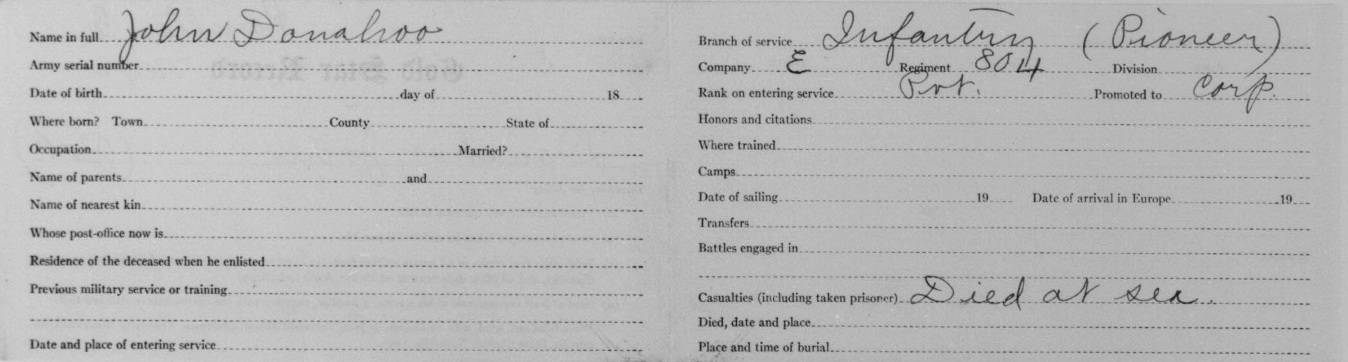 Name in full John Donahoo
Army serial number
Date of birth day of 18
Where born? Town County State of
Occupation Married?
Name of parents and
Name of nearest kin
Whose post-office now is
Residence of the deceased when he enlisted
Previous military service or training
Date and place of entering service
Branch of service Infantry (Pioneer)
Company E Regiment 804 Division
Rank on entering service Pvt. Promoted to Corp.
Honors and citations
Where trained
Camps
Date of sailing 19 Date of arrival in Europe 19
Transfers
Battles engaged in
Casualties (including taken prisoner) Died at sea.
Died, date and place
Place and time of burial